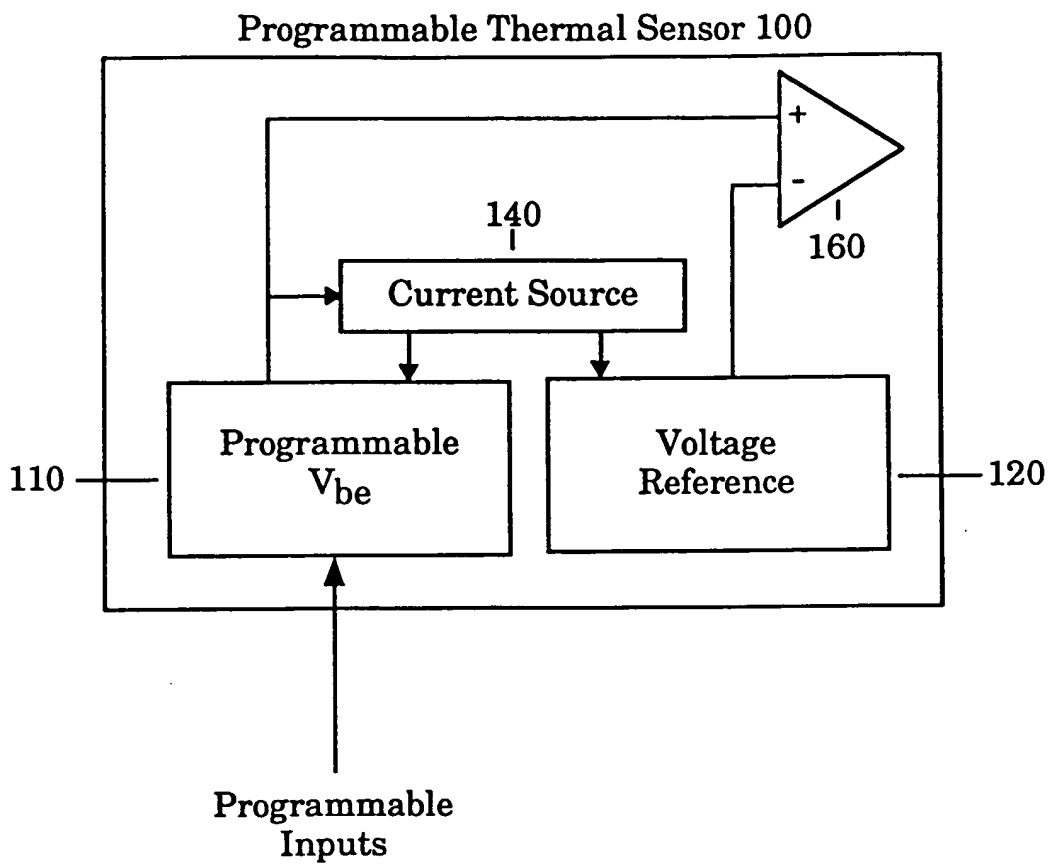 Programmable Thermal Sensor 100
+
-
160
140
Current Source
Programmable
Vbe
110
Voltage
Reference
120
Programmable
Inputs